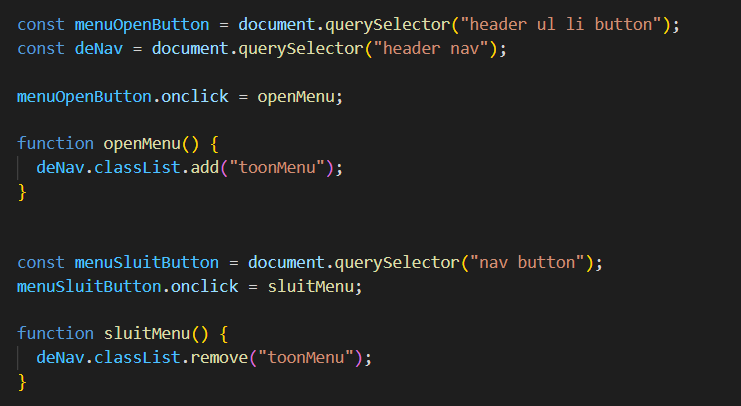 const menuOpenButton = document.querySelector("header ul li button");
const deNav = document.querySelector("header nav");
menuOpenButton.onclick = openMenu;
function openMenu() {
deNav.classList.add("toonMenu");
}
const menuSluitButton = document.querySelector("nav button");
menuSluitButton.onclick = sluitMenu;
function sluitMenu() {
deNav.classList.remove("toonMenu");
}